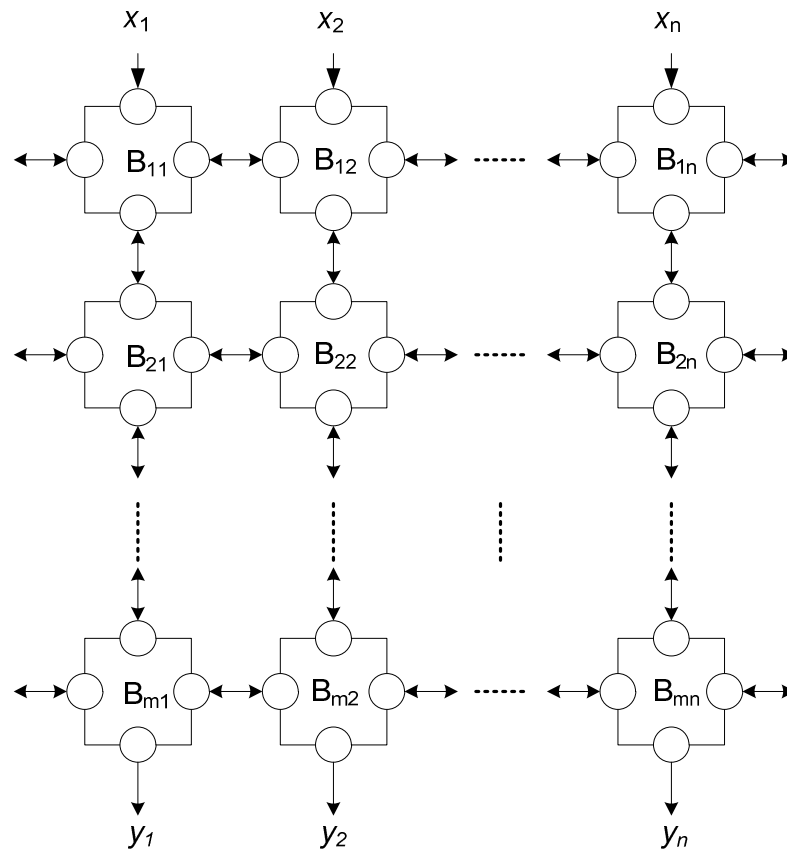 x₁ x₂ xₙ
B₁₁ B₁₂ B₁ₙ
B₂₁ B₂₂ B₂ₙ
Bₘ₁ Bₘ₂ Bₘₙ
y₁ y₂ yₙ